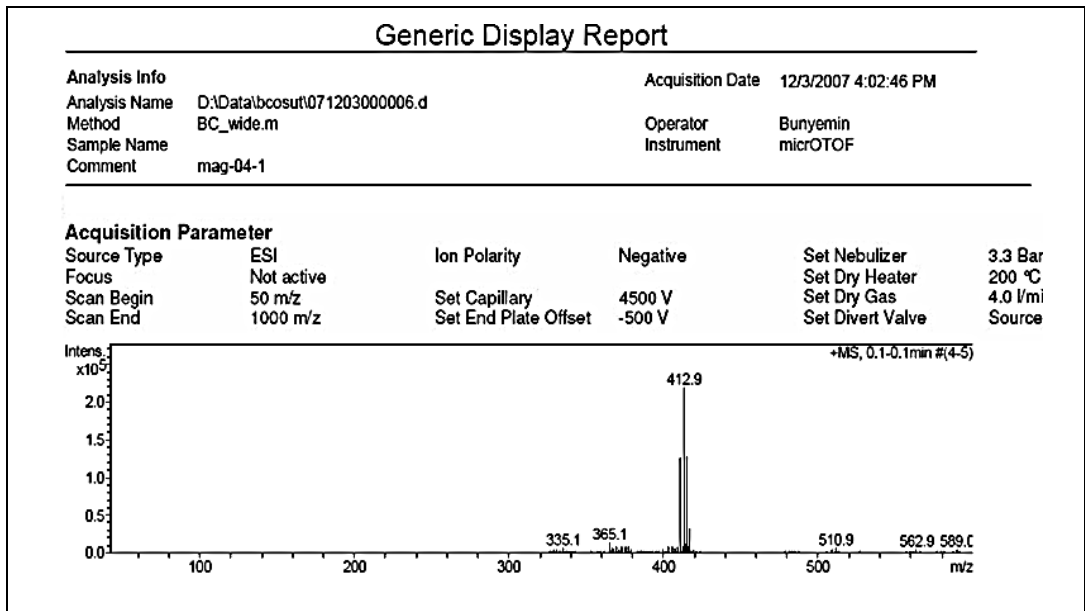 Generic Display Report
Analysis Info
Acquisition Date 12/3/2007 4:02:46 PM
Analysis Name D:\Data\bcosut\071203000006.d
Method BC_wide.m
Operator Bunyemin
Sample Name
Instrument micrOTOF
Comment mag-04-1
Acquisition Parameter
Source Type ESI Ion Polarity Negative Set Nebulizer 3.3 Bar
Focus Not active Set Dry Heater 200 °C
Scan Begin 50 m/z Set Capillary 4500 V Set Dry Gas 4.0 l/mi
Scan End 1000 m/z Set End Plate Offset -500 V Set Divert Valve Source
Intens.
x10⁵
+MS, 0.1-0.1min #(4-5)
412.9
2.0
1.5
1.0
0.5
335.1 365.1 510.9 562.9 589.0
0.0
100 200 300 400 500 m/z